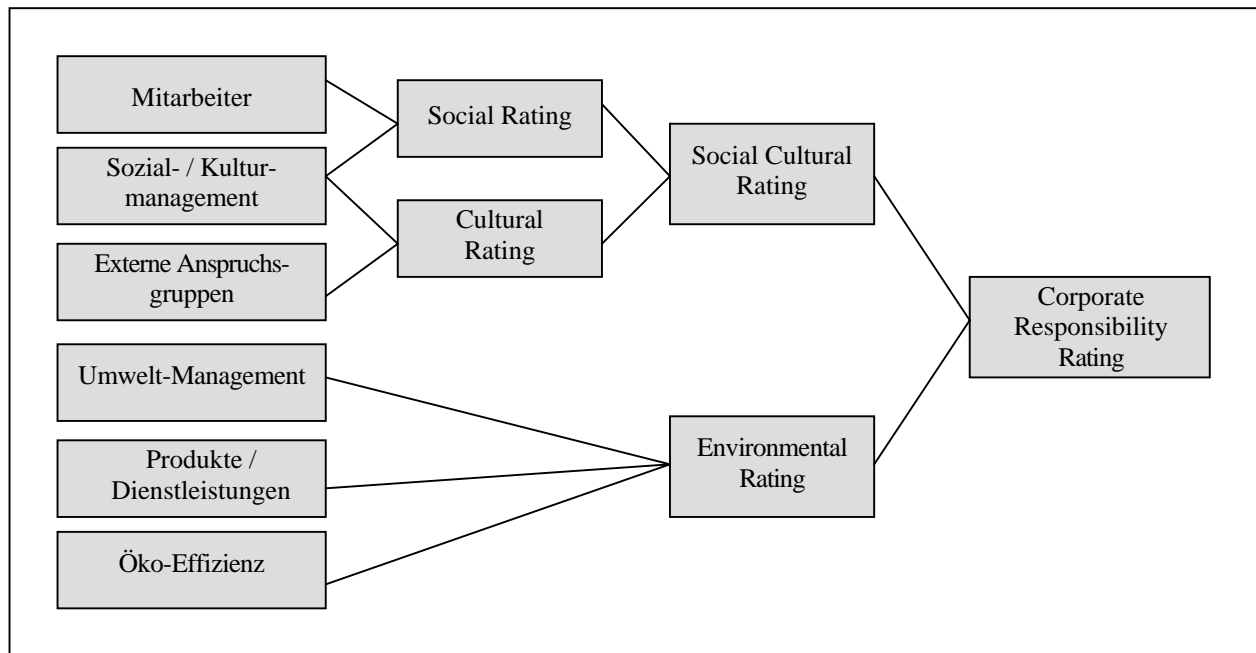 Mitarbeiter
Sozial- / Kultur-
management
Externe Anspruchs-
gruppen
Umwelt-Management
Produkte /
Dienstleistungen
Öko-Effizienz
Social Rating
Cultural
Rating
Social Cultural
Rating
Environmental
Rating
Corporate
Responsibility
Rating